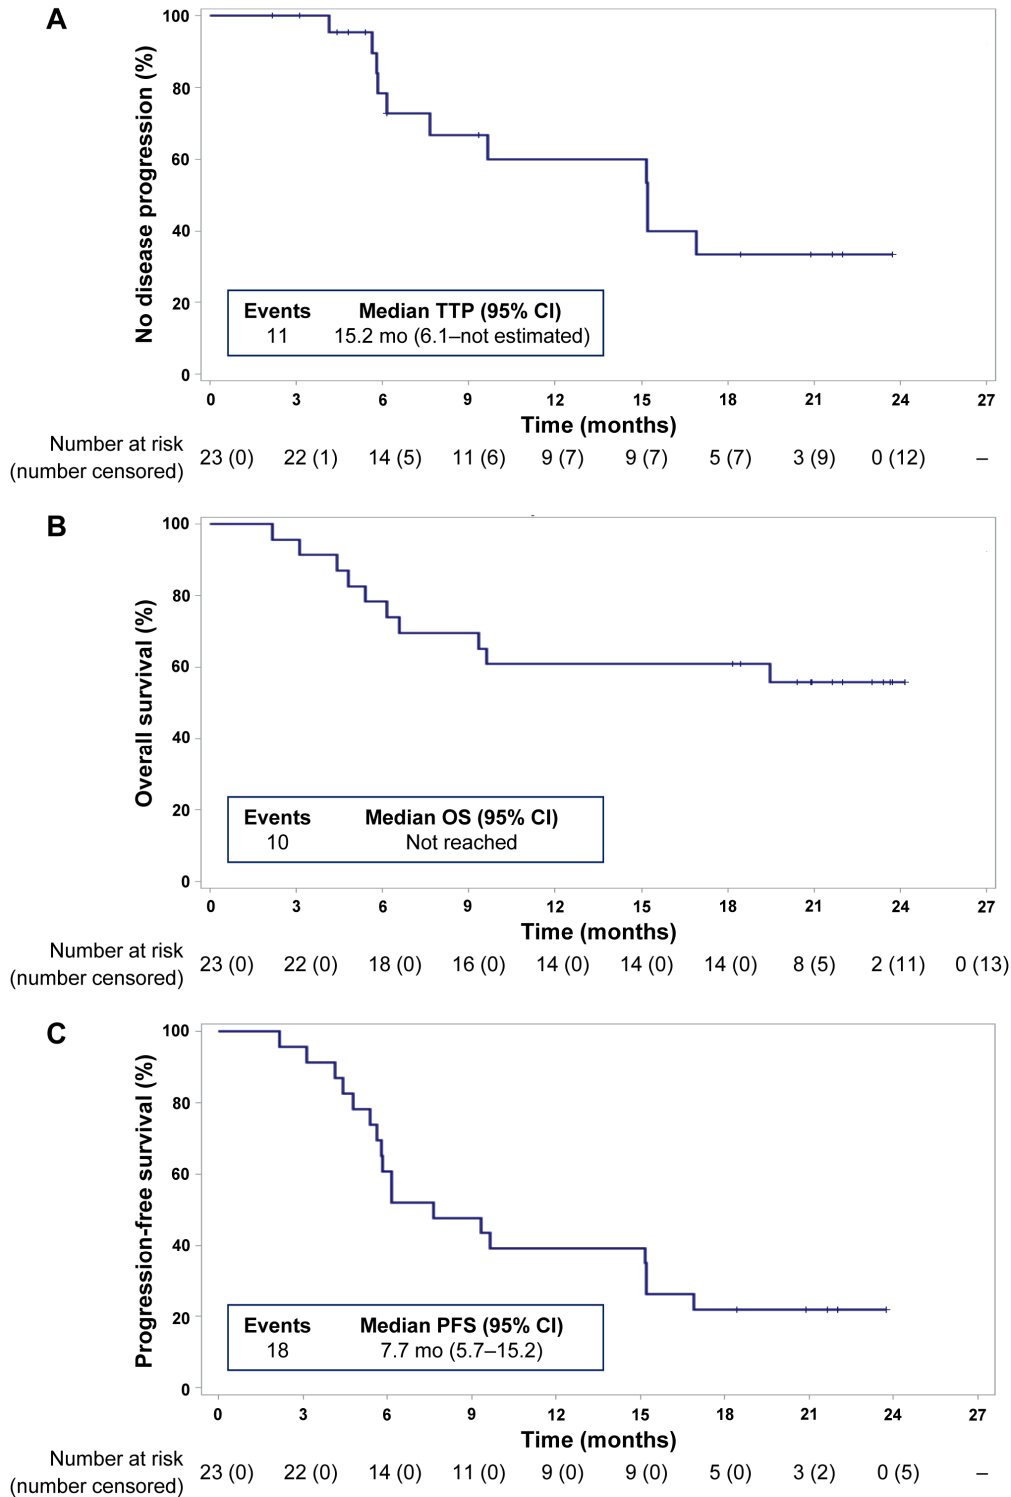 A
No disease progression (%)
100
80
60
40
20
0
Events Median TTP (95% CI)
11 15.2 mo (6.1–not estimated)
0 3 6 9 12 15 18 21 24 27
Time (months)
Number at risk
(number censored)
23 (0) 22 (1) 14 (5) 11 (6) 9 (7) 9 (7) 5 (7) 3 (9) 0 (12) –
B
Overall survival (%)
100
80
60
40
20
0
Events Median OS (95% CI)
10 Not reached
0 3 6 9 12 15 18 21 24 27
Time (months)
Number at risk
(number censored)
23 (0) 22 (0) 18 (0) 16 (0) 14 (0) 14 (0) 14 (0) 8 (5) 2 (11) 0 (13)
C
Progression-free survival (%)
100
80
60
40
20
0
Events Median PFS (95% CI)
18 7.7 mo (5.7–15.2)
0 3 6 9 12 15 18 21 24 27
Time (months)
Number at risk
(number censored)
23 (0) 22 (0) 14 (0) 11 (0) 9 (0) 9 (0) 5 (0) 3 (2) 0 (5) –